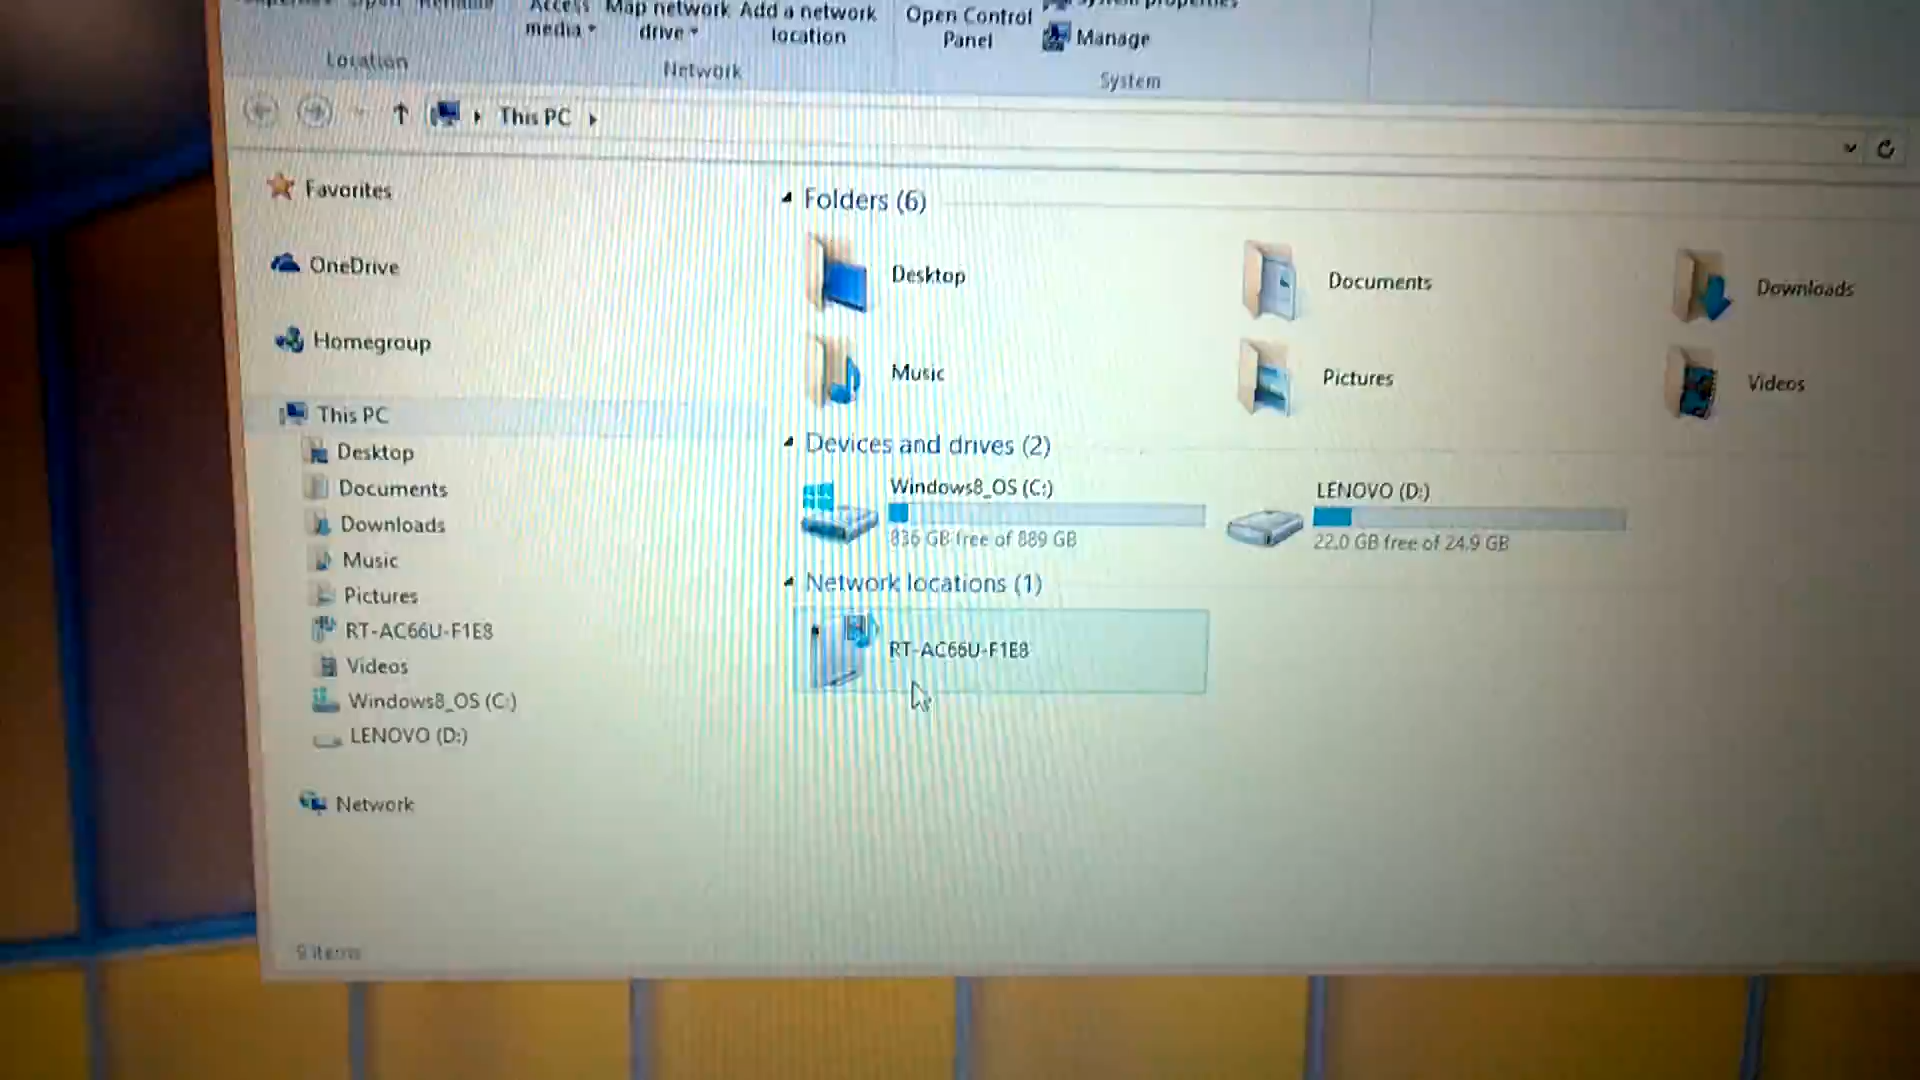 Access
media
Map network
drive
Add a network
location
Open Control
Panel
Manage
Location
Network
System
This PC
Favorites
OneDrive
Homegroup
This PC
Desktop
Documents
Downloads
Music
Pictures
RT-AC66U-F1E8
Videos
Windows8_OS (C:)
LENOVO (D:)
Network
Folders (6)
Desktop
Documents
Downloads
Music
Pictures
Videos
Devices and drives (2)
Windows8_OS (C:)
836 GB free of 889 GB
LENOVO (D:)
22.0 GB free of 24.9 GB
Network locations (1)
RT-AC66U-F1E8
9 items